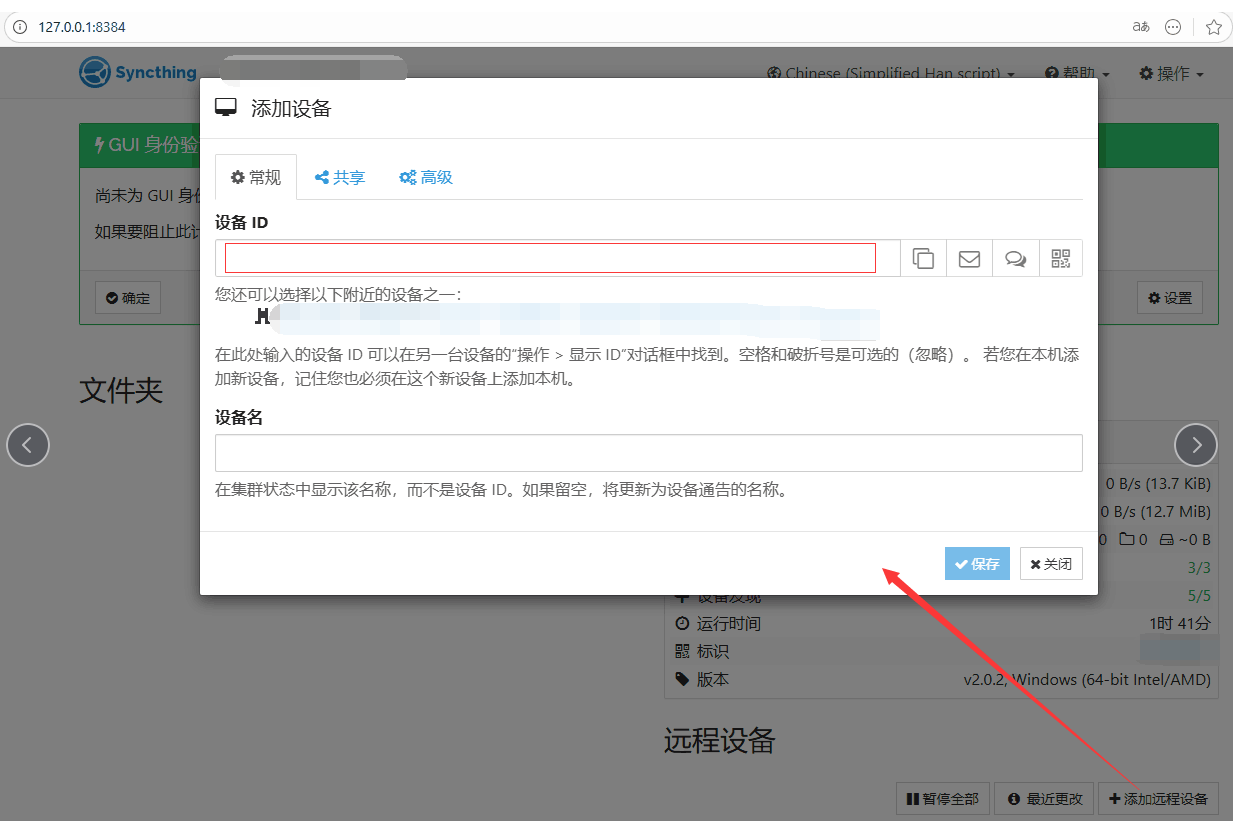 127.0.0.1:8384
Syncthing
Chinese (Simplified Han script)
帮助
操作
添加设备
GUI 身份验
尚未为 GUI 身
如果要阻止此
确定
设置
常规
共享
高级
设备 ID
您还可以选择以下附近的设备之一:
在此处输入的设备 ID 可以在另一台设备的“操作 > 显示 ID”对话框中找到。空格和破折号是可选的（忽略）。 若您在本机添
加新设备，记住您也必须在这个新设备上添加本机。
设备名
在集群状态中显示该名称，而不是设备 ID。如果留空，将更新为设备通告的名称。
保存
关闭
文件夹
0 B/s (13.7 KiB)
0 B/s (12.7 MiB)
0 0 ~0 B
3/3
设备发现 5/5
运行时间 1时 41分
标识
版本 v2.0.2, Windows (64-bit Intel/AMD)
远程设备
暂停全部
最近更改
添加远程设备